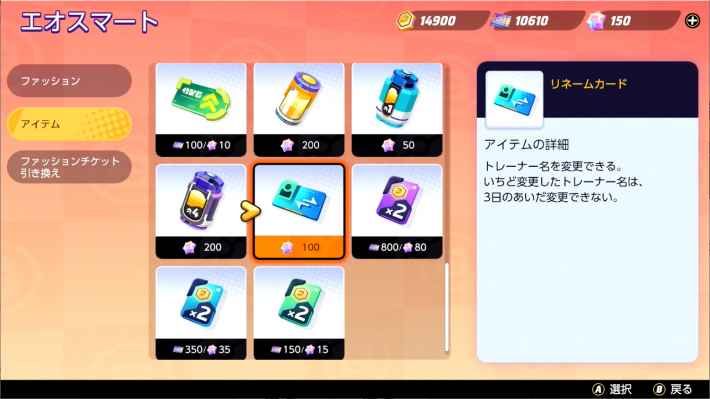 エオスマート
14900
10610
150
ファッション
アイテム
ファッションチケット
引き換え
100/10
200
50
×4
200
100
×2
800/80
×2
350/35
×2
150/15
リネームカード
アイテムの詳細
トレーナー名を変更できる。
いちど変更したトレーナー名は、
3日のあいだ変更できない。
A 選択
B 戻る